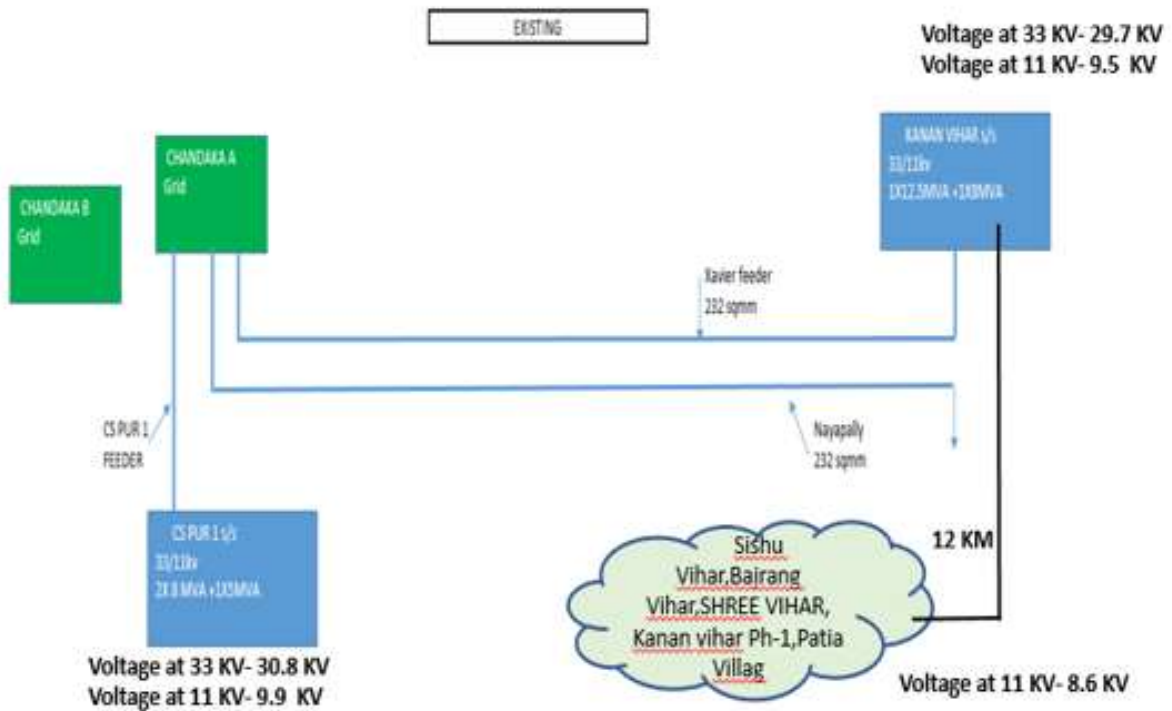 EXISTING
Voltage at 33 KV- 29.7 KV
Voltage at 11 KV- 9.5 KV
CHANDAKA A
Grid
CHANDAKA B
Grid
KANAN VIHAR s/s
33/11kv
1X12.5MVA +1X8MVA
Xavier feeder
232 sqmm
CS PUR 1
FEEDER
Nayapally
232 sqmm
CS PUR 1 s/s
33/11kv
2X 8 MVA +1X5MVA
Voltage at 33 KV- 30.8 KV
Voltage at 11 KV- 9.9 KV
Sishu
Vihar,Bajrang
Vihar,SHREE VIHAR,
Kanan vihar Ph-1,Patia
Villag
12 KM
Voltage at 11 KV- 8.6 KV